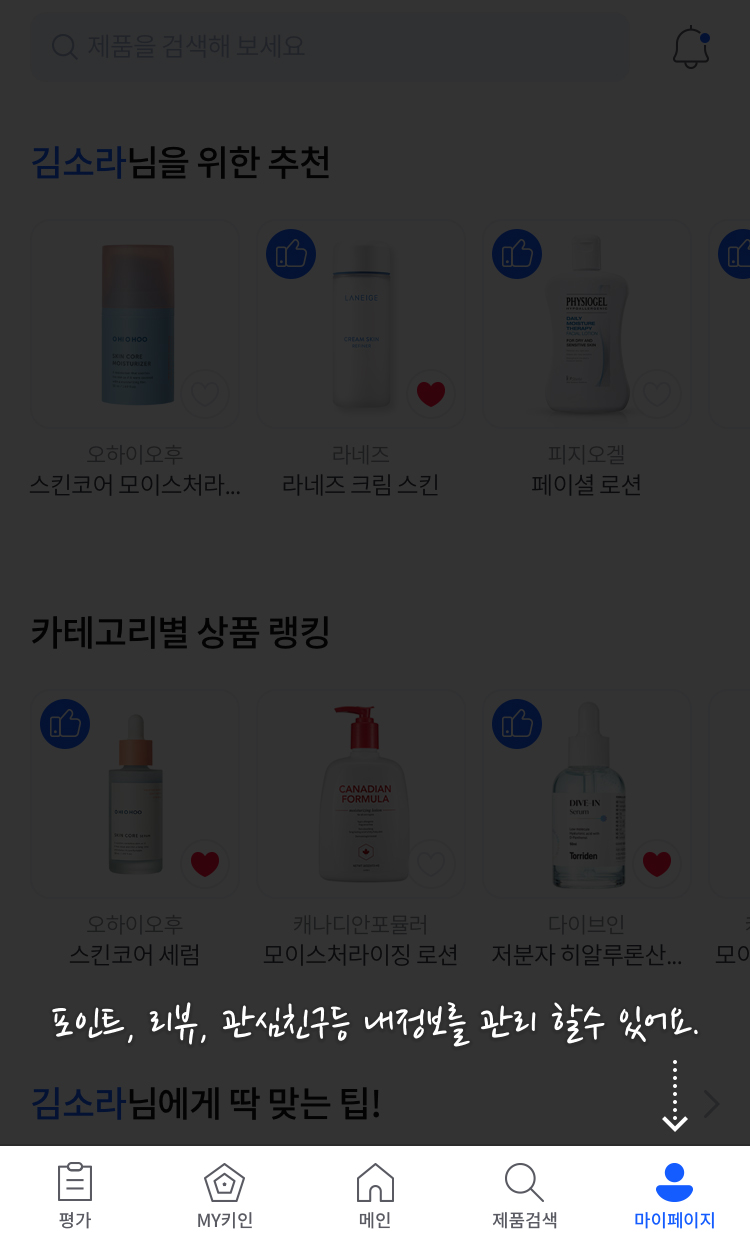 제품을 검색해 보세요
김소라님을 위한 추천
LANEIGE
CREAM SKIN
PHYSIOGEL
DAILY
MOISTURE
THERAPY
오하이오후
라네즈
피지오겔
스킨코어 모이스처라...
라네즈 크림 스킨
페이셜 로션
카테고리별 상품 랭킹
CANADIAN
FORMULA
DIVE-IN
Serum
Torriden
오하이오후
캐나디안포뮬러
다이브인
스킨코어 세럼
모이스처라이징 로션
저분자 히알루론산...
포인트, 리뷰, 관심친구등 내정보를 관리 할수 있어요.
김소라님에게 딱 맞는 팁!
평가
MY키인
메인
제품검색
마이페이지